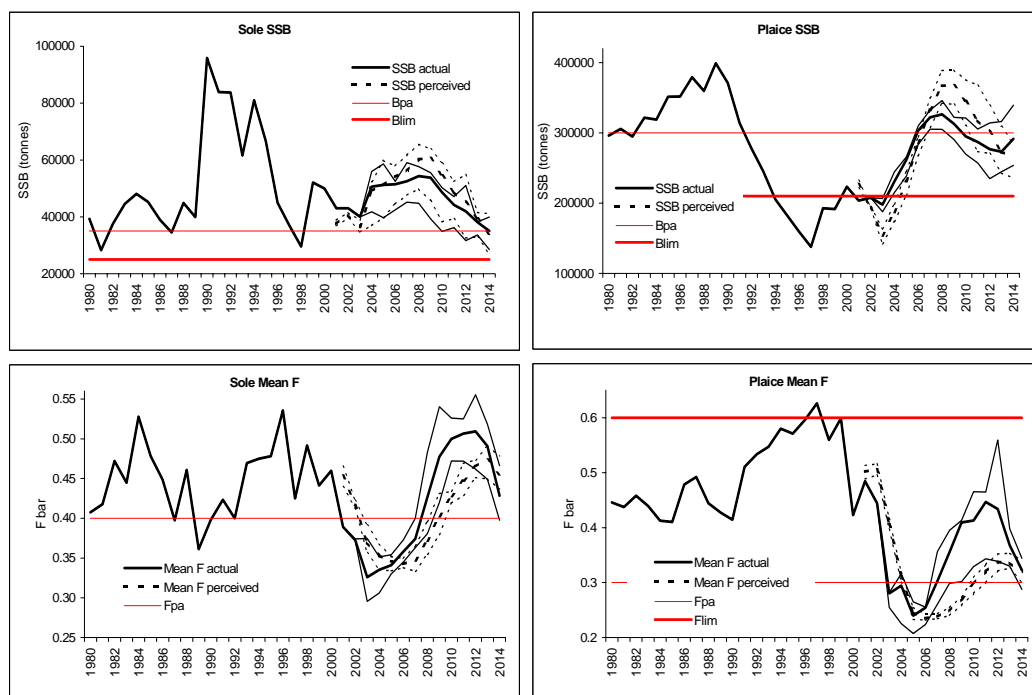 Sole SSB
SSB (tonnes)
100000
80000
60000
40000
20000
SSB actual
SSB perceived
Bpa
Blim
1980 1982 1984 1986 1988 1990 1992 1994 1996 1998 2000 2002 2004 2006 2008 2010 2012 2014
Plaice SSB
SSB (tonnes)
400000
300000
200000
100000
SSB actual
SSB perceived
Bpa
Blim
1980 1982 1984 1986 1988 1990 1992 1994 1996 1998 2000 2002 2004 2006 2008 2010 2012 2014
Sole Mean F
F bar
0.55
0.50
0.45
0.40
0.35
0.30
0.25
Mean F actual
Mean F perceived
Fpa
1980 1982 1984 1986 1988 1990 1992 1994 1996 1998 2000 2002 2004 2006 2008 2010 2012 2014
Plaice Mean F
F bar
0.6
0.5
0.4
0.3
0.2
Mean F actual
Mean F perceived
Fpa
Flim
1980 1982 1984 1986 1988 1990 1992 1994 1996 1998 2000 2002 2004 2006 2008 2010 2012 2014